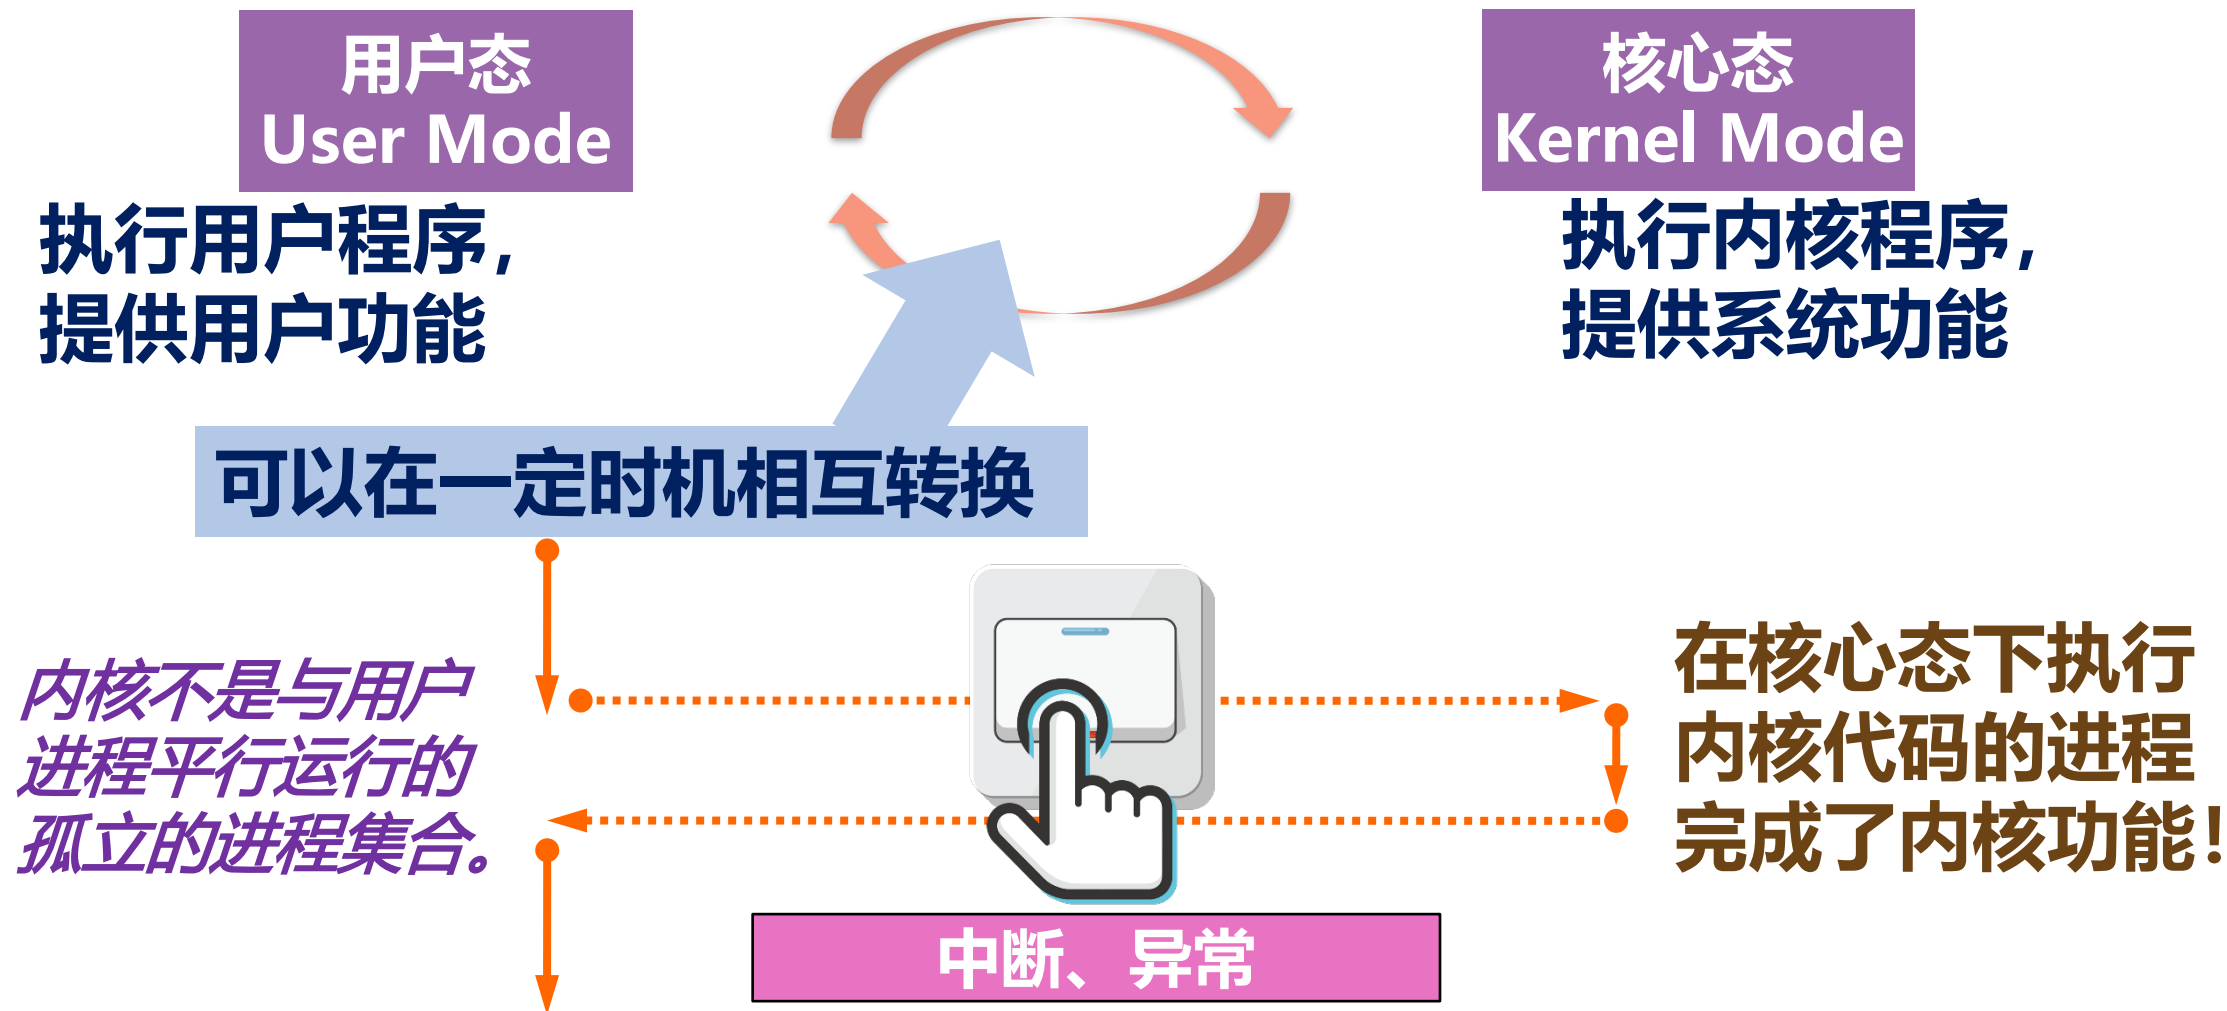 用户态
User Mode
核心态
Kernel Mode
执行用户程序,
提供用户功能
执行内核程序,
提供系统功能
可以在一定时机相互转换
内核不是与用户
进程平行运行的
孤立的进程集合。
在核心态下执行
内核代码的进程
完成了内核功能!
中断、异常